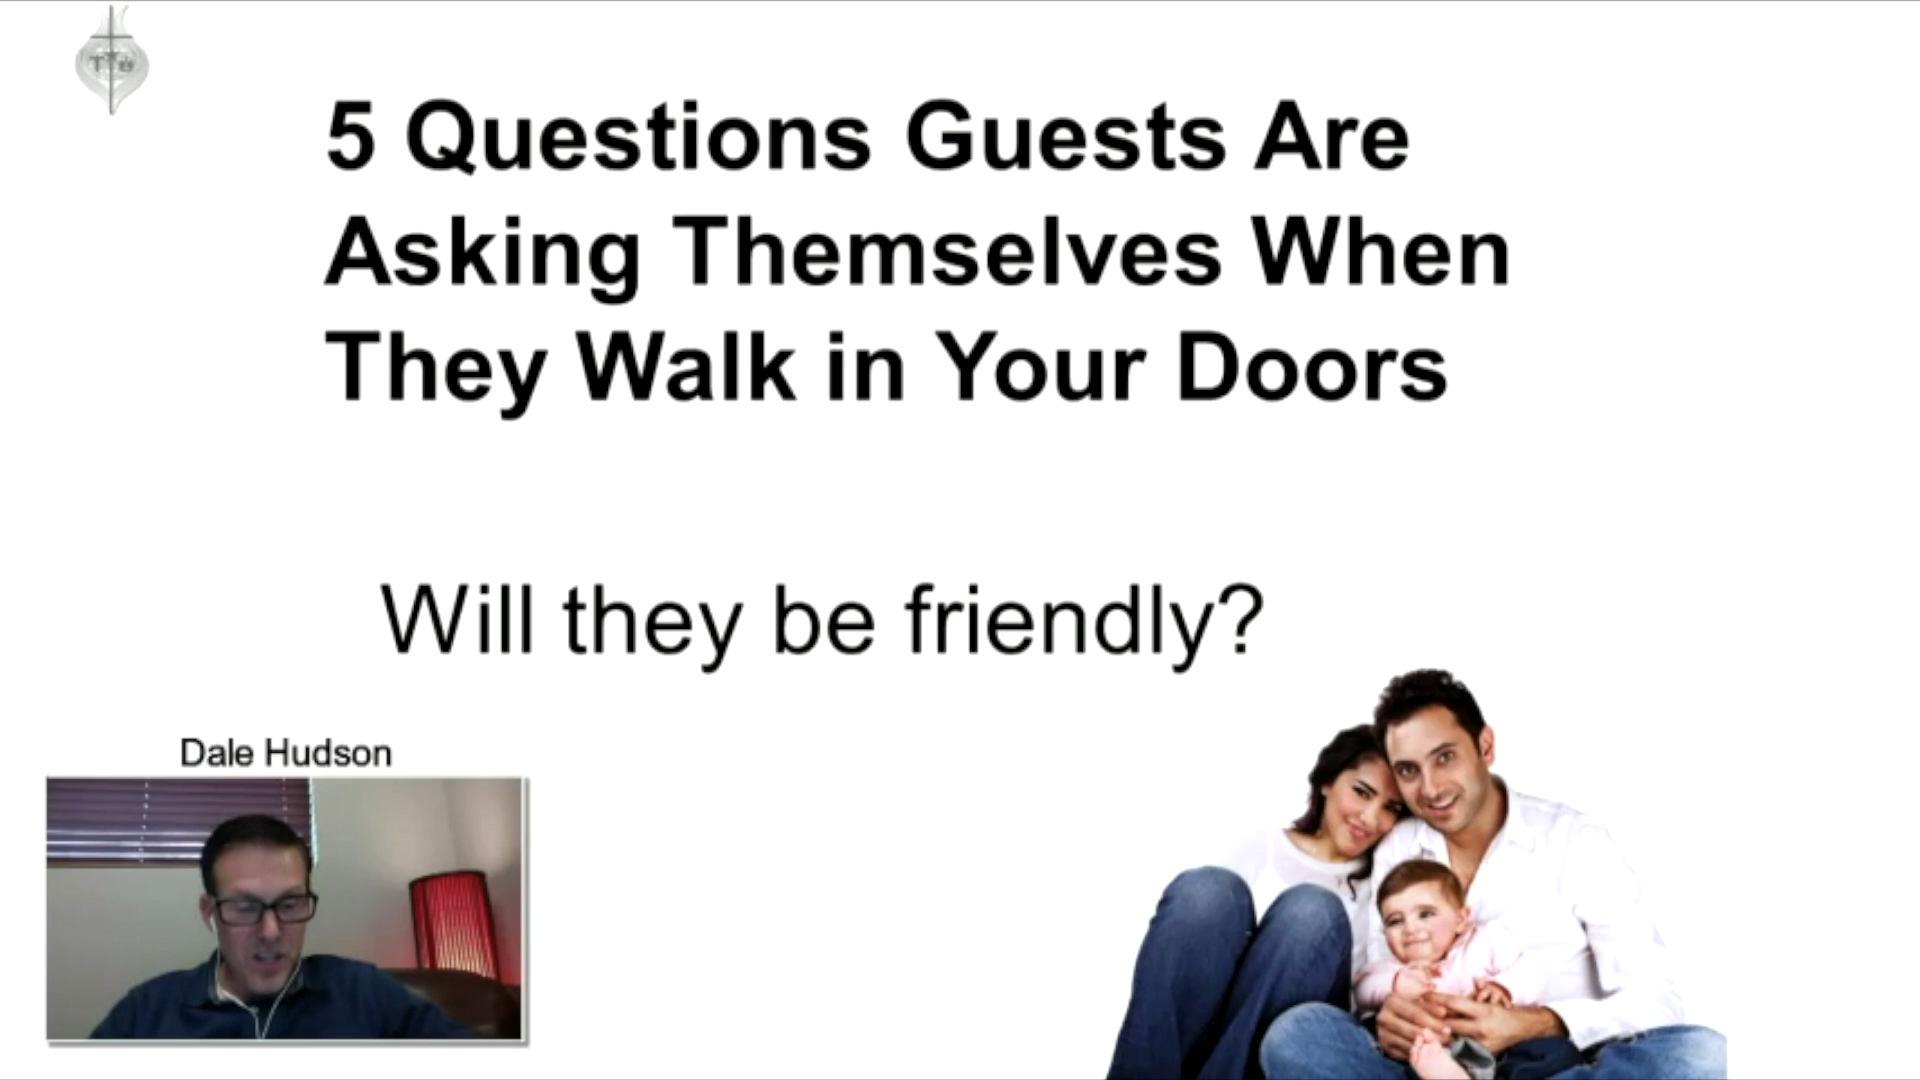 5 Questions Guests Are
Asking Themselves When
They Walk in Your Doors
Will they be friendly?
Dale Hudson